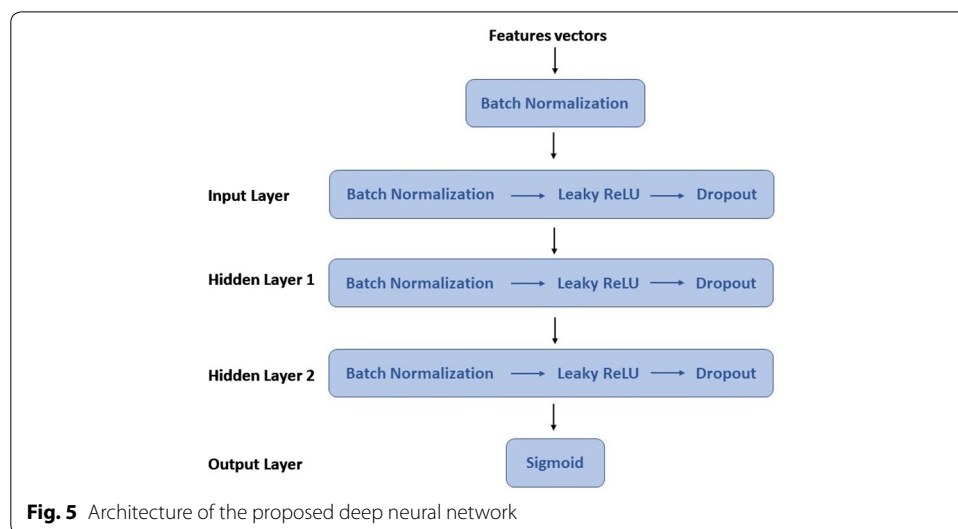 Features vectors
Batch Normalization
Input Layer Batch Normalization Leaky ReLU Dropout
Hidden Layer 1 Batch Normalization Leaky ReLU Dropout
Hidden Layer 2 Batch Normalization Leaky ReLU Dropout
Output Layer Sigmoid
Fig. 5 Architecture of the proposed deep neural network